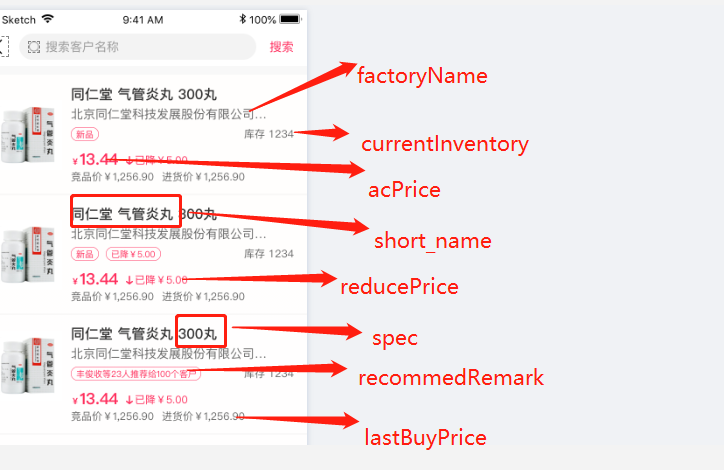 Sketch 9:41 AM 100%
搜索客户名称 搜索
同仁堂 气管炎丸 300丸
北京同仁堂科技发展股份有限公司...
新品 库存 1234
¥13.44 ↓已降¥5.00
竞品价¥1,256.90 进货价¥1,256.90
同仁堂 气管炎丸 300丸
北京同仁堂科技发展股份有限公司...
新品 已降¥5.00 库存 1234
¥13.44 ↓已降¥5.00
竞品价¥1,256.90 进货价¥1,256.90
同仁堂 气管炎丸 300丸
北京同仁堂科技发展股份有限公司...
丰俊收等23人推荐给100个客户 库存 1234
¥13.44 ↓已降¥5.00
竞品价¥1,256.90 进货价¥1,256.90
factoryName
currentInventory
acPrice
short_name
reducePrice
spec
recommedRemark
lastBuyPrice